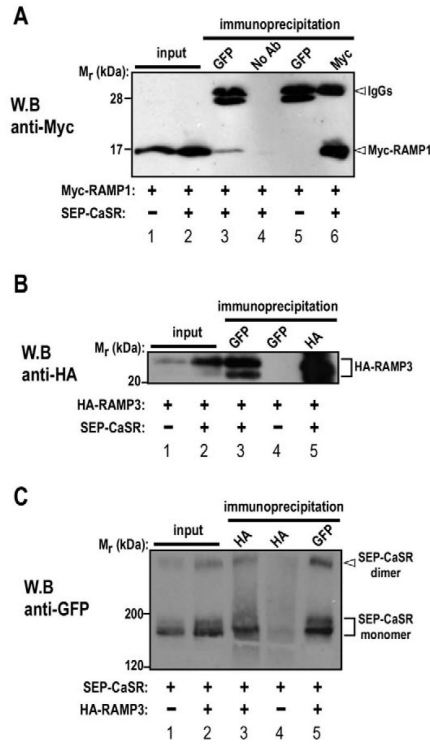 A
immunoprecipitation
input
GFP
No Ab
GFP
Myc
Mr (kDa):
W.B
anti-Myc
28
IgGs
17
Myc-RAMP1
Myc-RAMP1: + + + + + +
SEP-CaSR: - + + + - +
1 2 3 4 5 6
B
immunoprecipitation
input
GFP
GFP
HA
Mr (kDa):
W.B
anti-HA
20
HA-RAMP3
HA-RAMP3: + + + - +
SEP-CaSR: - + + + +
1 2 3 4 5
C
immunoprecipitation
input
HA
HA
GFP
Mr (kDa):
W.B
anti-GFP
SEP-CaSR
dimer
200
SEP-CaSR
monomer
120
SEP-CaSR: + + + + +
HA-RAMP3: - + + - +
1 2 3 4 5